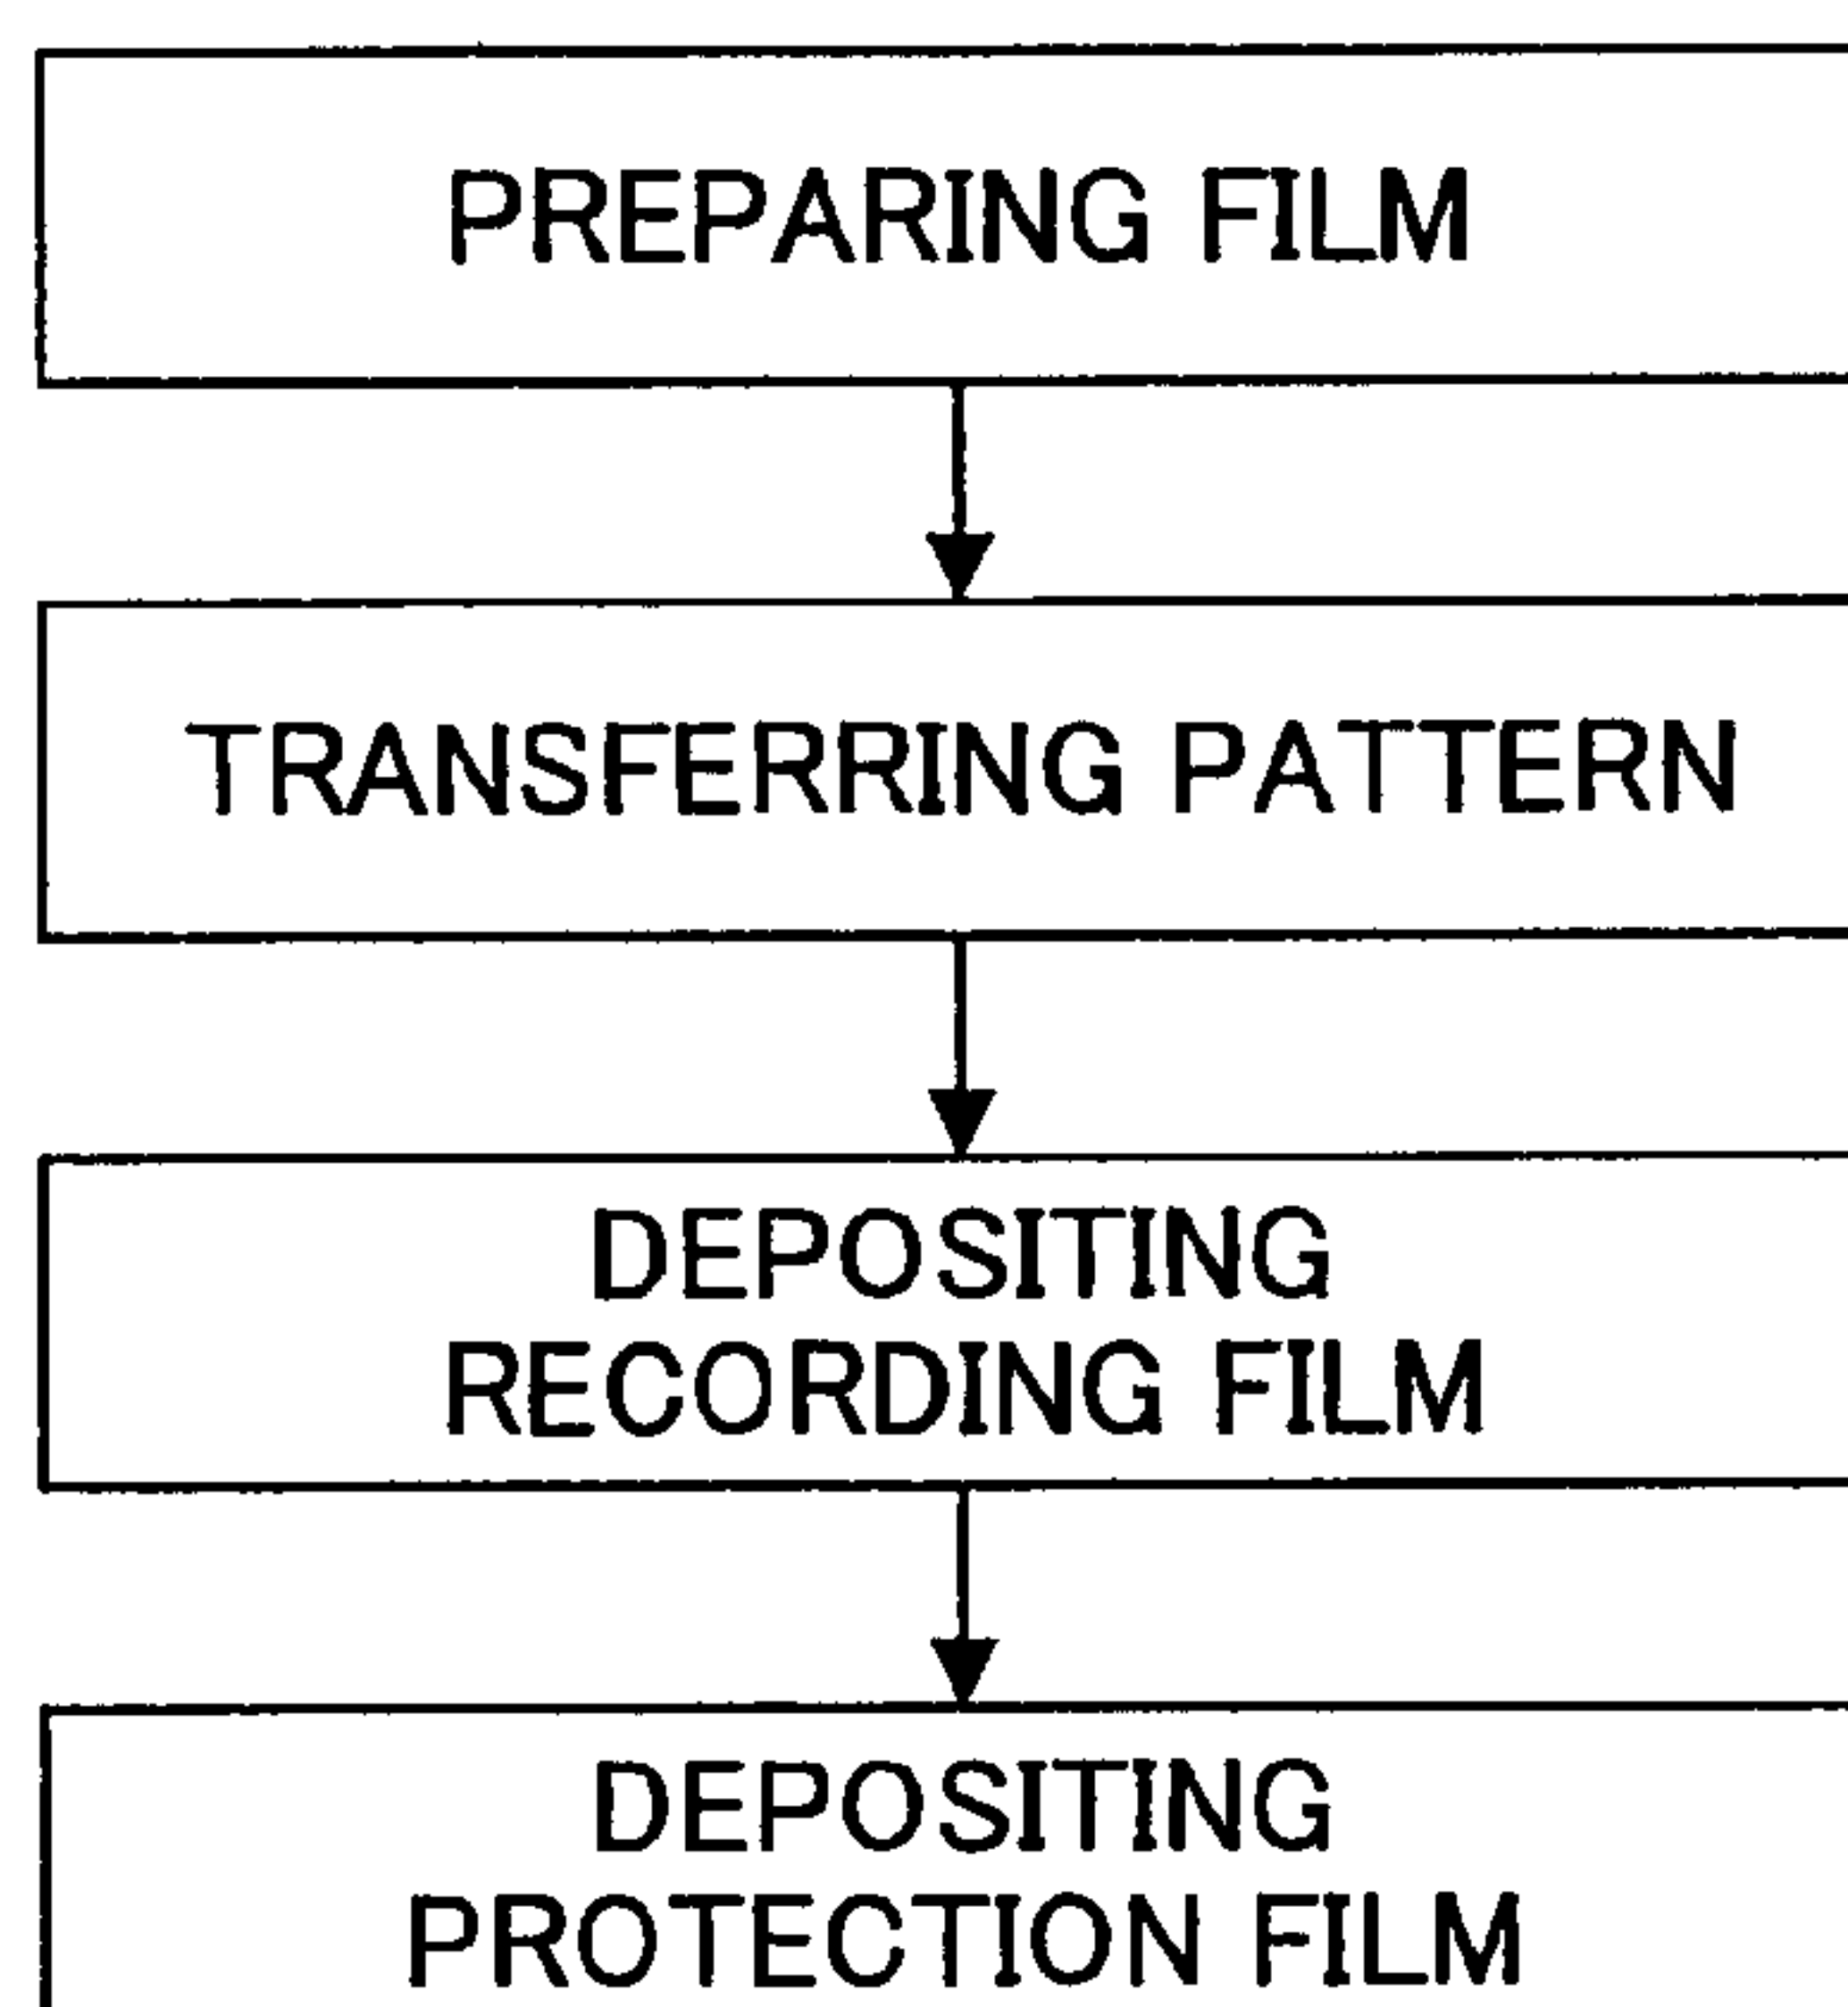 PREPARING FILM
TRANSFERRING PATTERN
DEPOSITING
RECORDING FILM
DEPOSITING
PROTECTION FILM